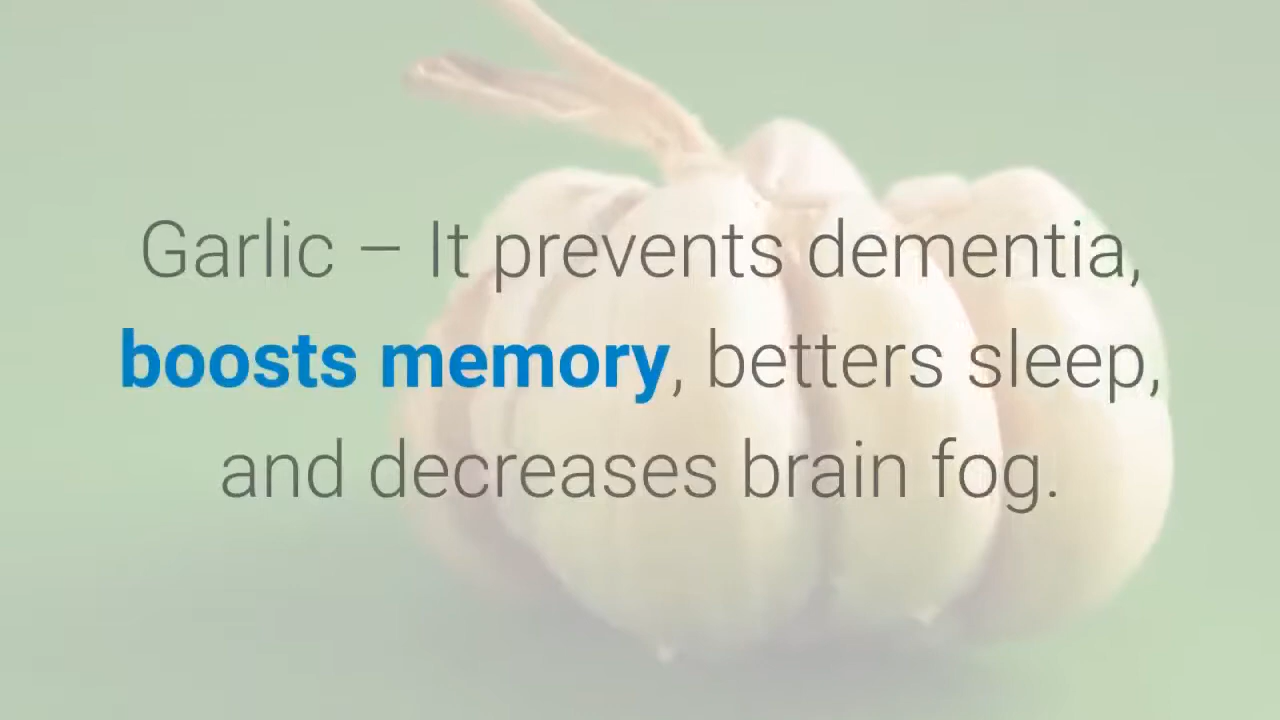 Garlic – It prevents dementia,
boosts memory, betters sleep,
and decreases brain fog.